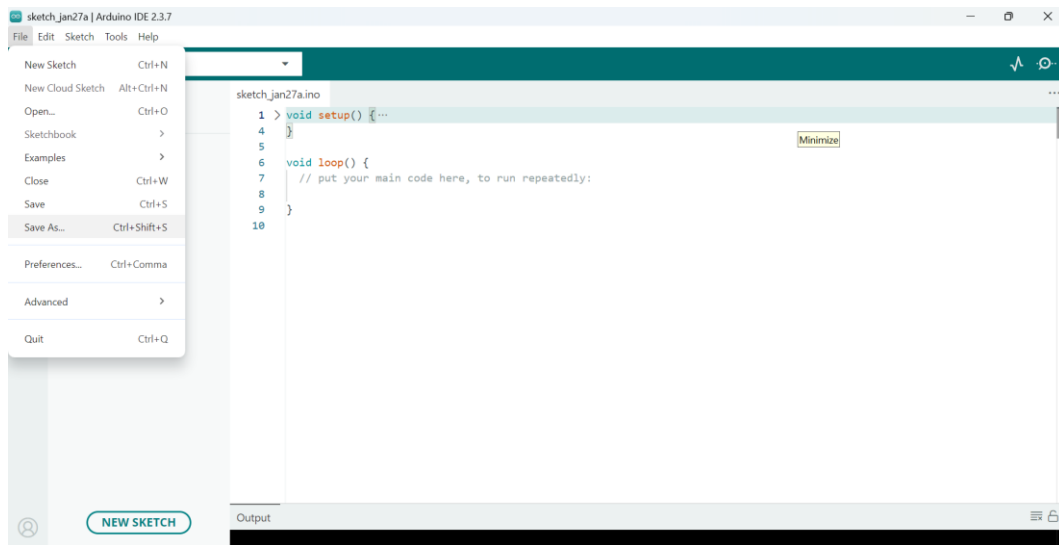 sketch_jan27a | Arduino IDE 2.3.7
File Edit Sketch Tools Help
New Sketch Ctrl+N
New Cloud Sketch Alt+Ctrl+N
Open... Ctrl+O
Sketchbook >
Examples >
Close Ctrl+W
Save Ctrl+S
Save As... Ctrl+Shift+S
Preferences... Ctrl+Comma
Advanced >
Quit Ctrl+Q
NEW SKETCH
sketch_jan27a.ino
1 > void setup() {···
4 }
5
6 void loop() {
7 // put your main code here, to run repeatedly:
8
9 }
10
Minimize
Output